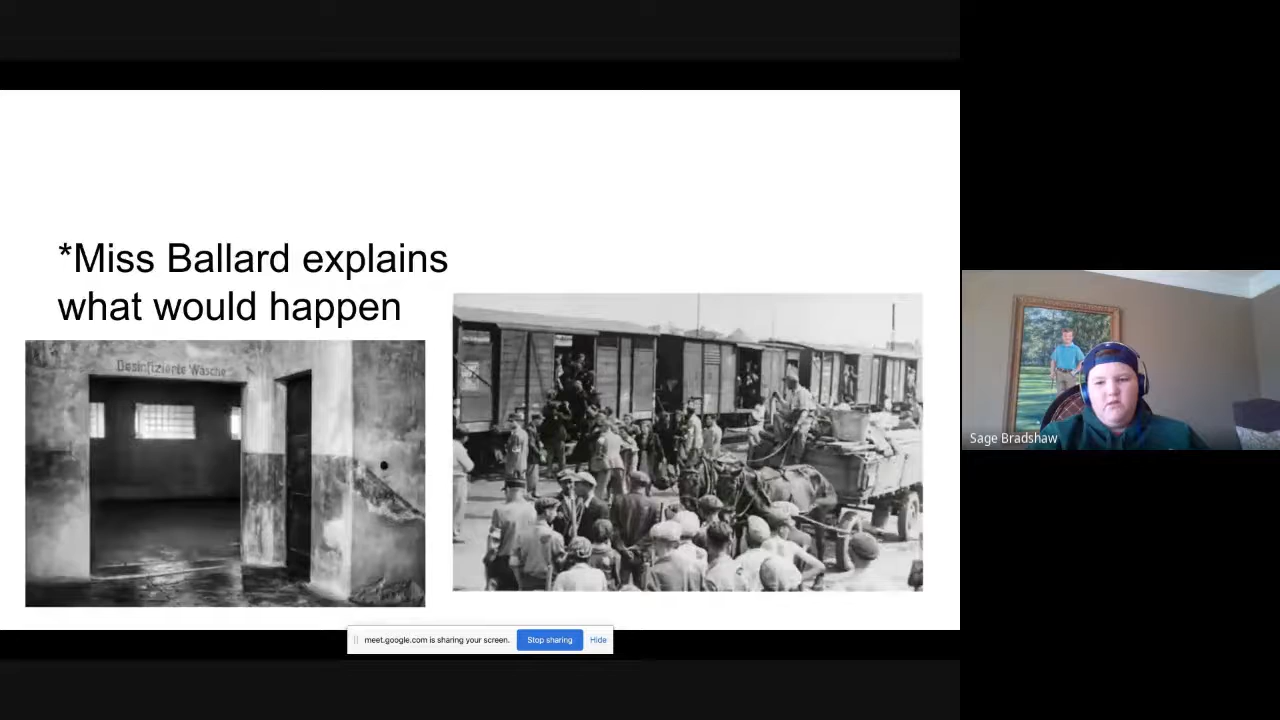 *Miss Ballard explains
what would happen
Desinfizierte Wäsche
Sage Bradshaw
meet.google.com is sharing your screen.
Stop sharing
Hide